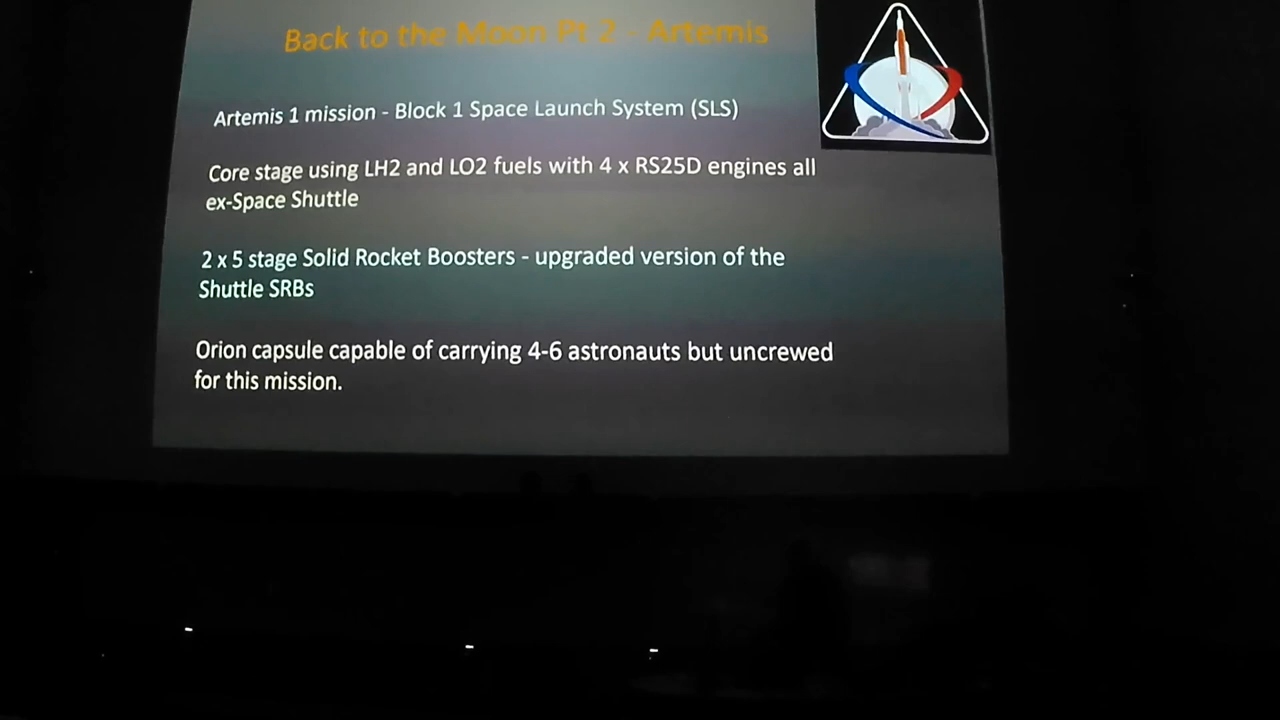 Back to the Moon Pt 2 - Artemis
Artemis 1 mission - Block 1 Space Launch System (SLS)
Core stage using LH2 and LO2 fuels with 4 x RS25D engines all
ex-Space Shuttle
2 x 5 stage Solid Rocket Boosters - upgraded version of the
Shuttle SRBs
Orion capsule capable of carrying 4-6 astronauts but uncrewed
for this mission.